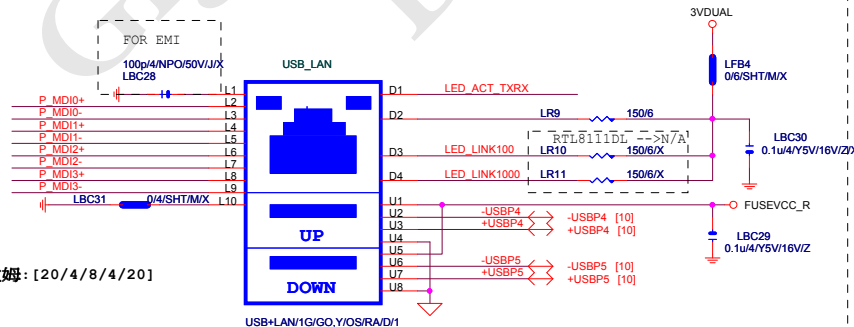 3VDUAL
FOR EMI
100p/4/NPO/50V/J/X
LBC28
USB_LAN
LFB4
0/6/SHT/M/X
L1
D1
LED_ACT_TXRX
P_MDI0+
L2
P_MDI0-
L3
D2
LR9
150/6
P_MDI1+
L4
P_MDI1-
L5
RTL8111DL -->N/A
LBC30
0.1u/4/Y5V/16V/Z/X
P_MDI2+
L6
D3
LED_LINK100
LR10
150/6/X
P_MDI2-
L7
P_MDI3+
L8
D4
LED_LINK1000
LR11
150/6/X
P_MDI3-
L9
LBC31
0/4/SHT/M/X
L10
U1
FUSEVCC_R
U2
-USBP4
-USBP4 [10]
U3
+USBP4
+USBP4 [10]
UP
U4
LBC29
0.1u/4/Y5V/16V/Z
U5
U6
-USBP5
-USBP5 [10]
姆:[20/4/8/4/20]
U7
+USBP5
+USBP5 [10]
DOWN
U8
USB+LAN/1G/GO,Y/OS/RA/D/1